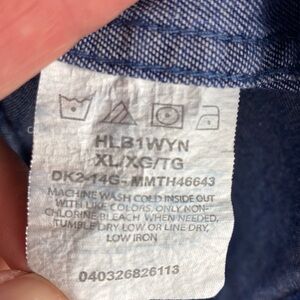 HLB1WYN
XL/XG/TG
DK2-14G-MMTH46643
MACHINE WASH COLD INSIDE OUT
WITH LIKE COLORS, ONLY NON-
CHLORINE BLEACH WHEN NEEDED,
TUMBLE DRY LOW OR LINE DRY,
LOW IRON
040326826113